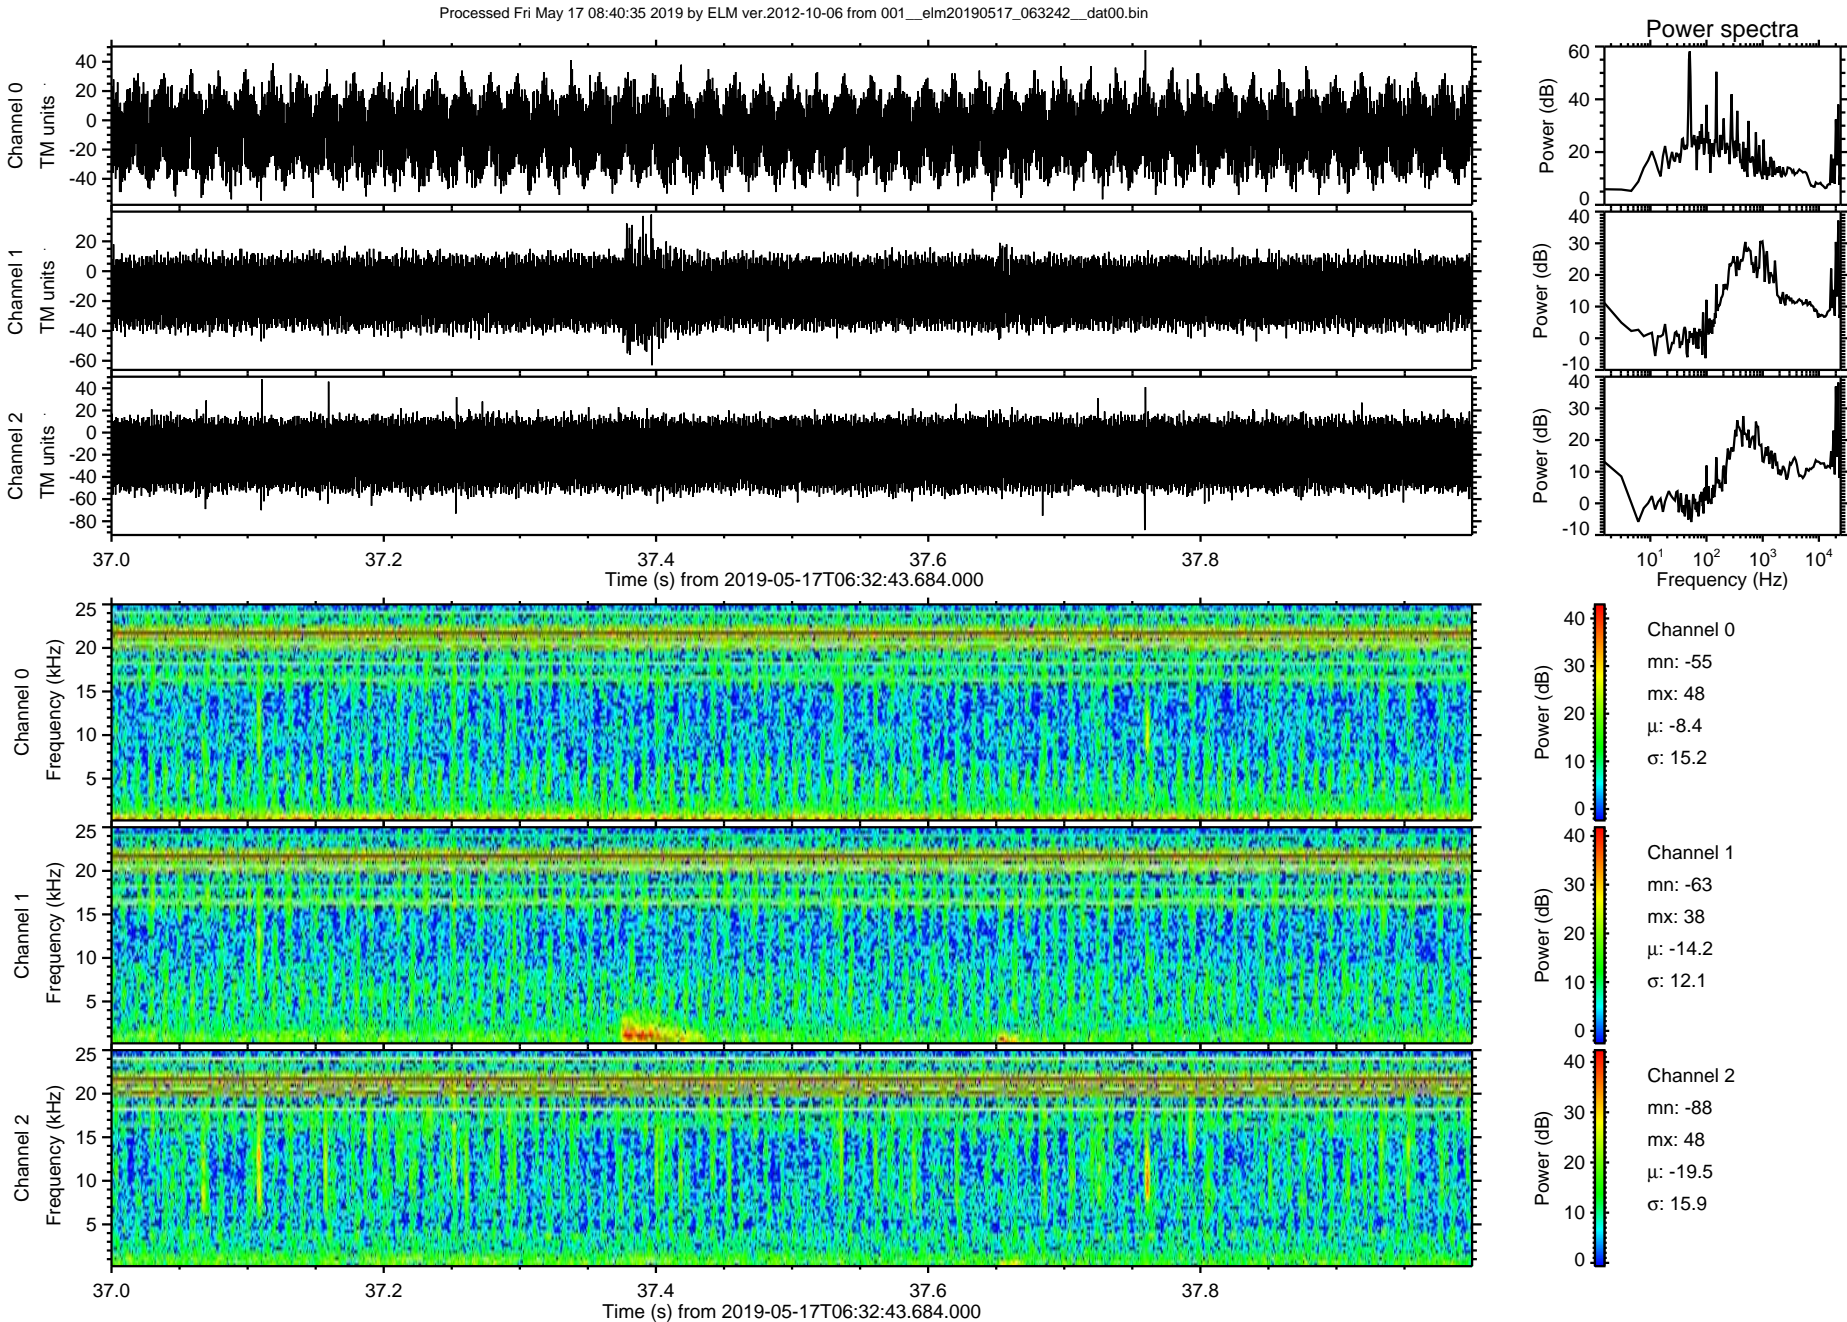 Processed Fri May 17 08:40:35 2019 by ELM ver.2012-10-06 from 001__elm20190517_063242__dat00.bin
Power spectra
Channel 0
TM units
40
20
0
-20
-40
Power (dB)
60
40
20
0
Channel 1
TM units
20
0
-20
-40
-60
Power (dB)
40
30
20
10
0
-10
Channel 2
TM units
40
20
0
-20
-40
-60
-80
Power (dB)
40
30
20
10
0
-10
37.0 37.2 37.4 37.6 37.8
Time (s) from 2019-05-17T06:32:43.684.000
10^1 10^2 10^3 10^4
Frequency (Hz)
Channel 0
Frequency (kHz)
25
20
15
10
5
Power (dB)
40
30
20
10
0
Channel 0
mn: -55
mx: 48
μ: -8.4
σ: 15.2
Channel 1
Frequency (kHz)
25
20
15
10
5
Power (dB)
40
30
20
10
0
Channel 1
mn: -63
mx: 38
μ: -14.2
σ: 12.1
Channel 2
Frequency (kHz)
25
20
15
10
5
Power (dB)
40
30
20
10
0
Channel 2
mn: -88
mx: 48
μ: -19.5
σ: 15.9
37.0 37.2 37.4 37.6 37.8
Time (s) from 2019-05-17T06:32:43.684.000